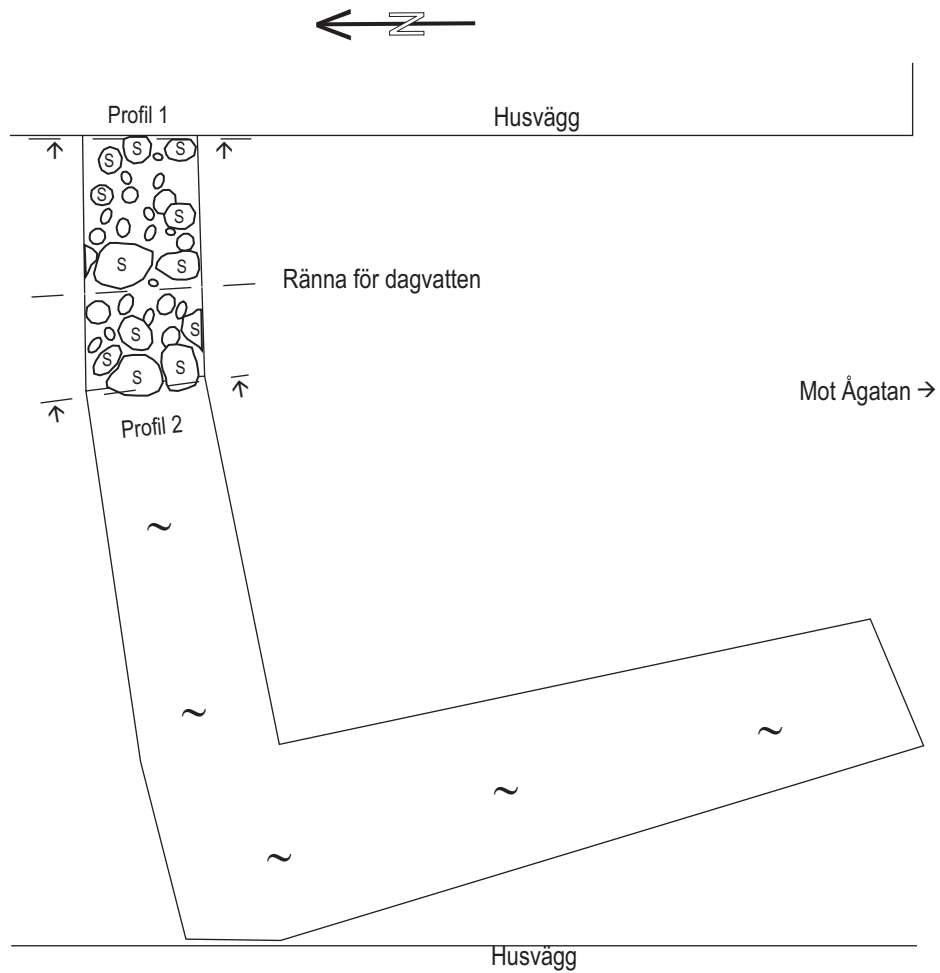 N
Profil 1
Husvägg
S
S
S
S
S
S
S
Ränna för dagvatten
S
S
S
S
S
Mot Ågatan →
Profil 2
~
~
~
~
~
Husvägg